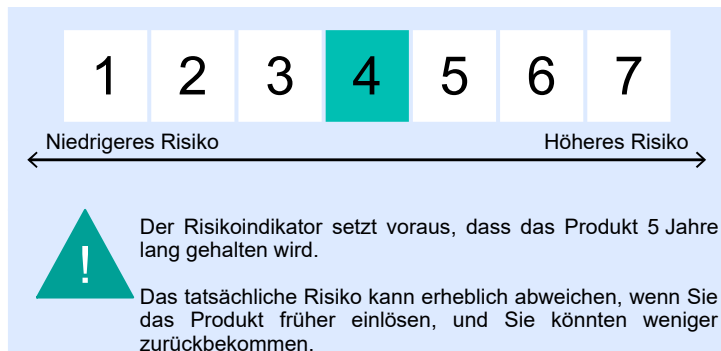 1 2 3 4 5 6 7
Niedrigeres Risiko Höheres Risiko
Der Risikoindikator setzt voraus, dass das Produkt 5 Jahre
lang gehalten wird.
!
Das tatsächliche Risiko kann erheblich abweichen, wenn Sie
das Produkt früher einlösen, und Sie könnten weniger
zurückbekommen.